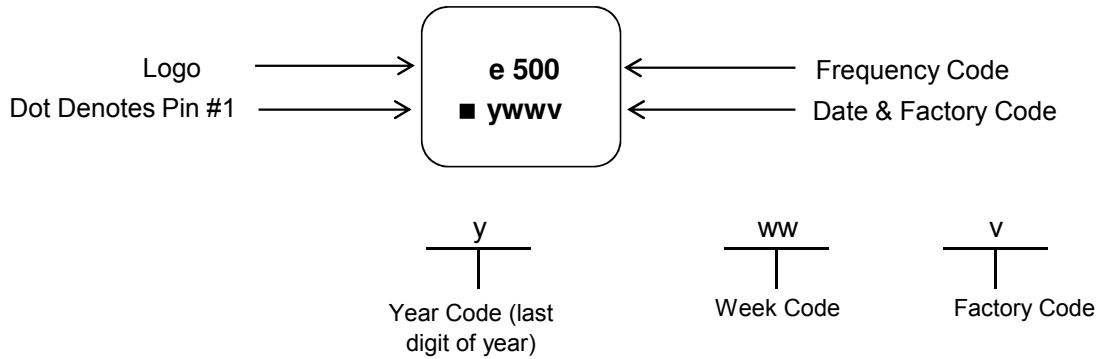 Logo
e 500
Frequency Code
Dot Denotes Pin #1
■ ywwv
Date & Factory Code
y
ww
v
Year Code (last
digit of year)
Week Code
Factory Code